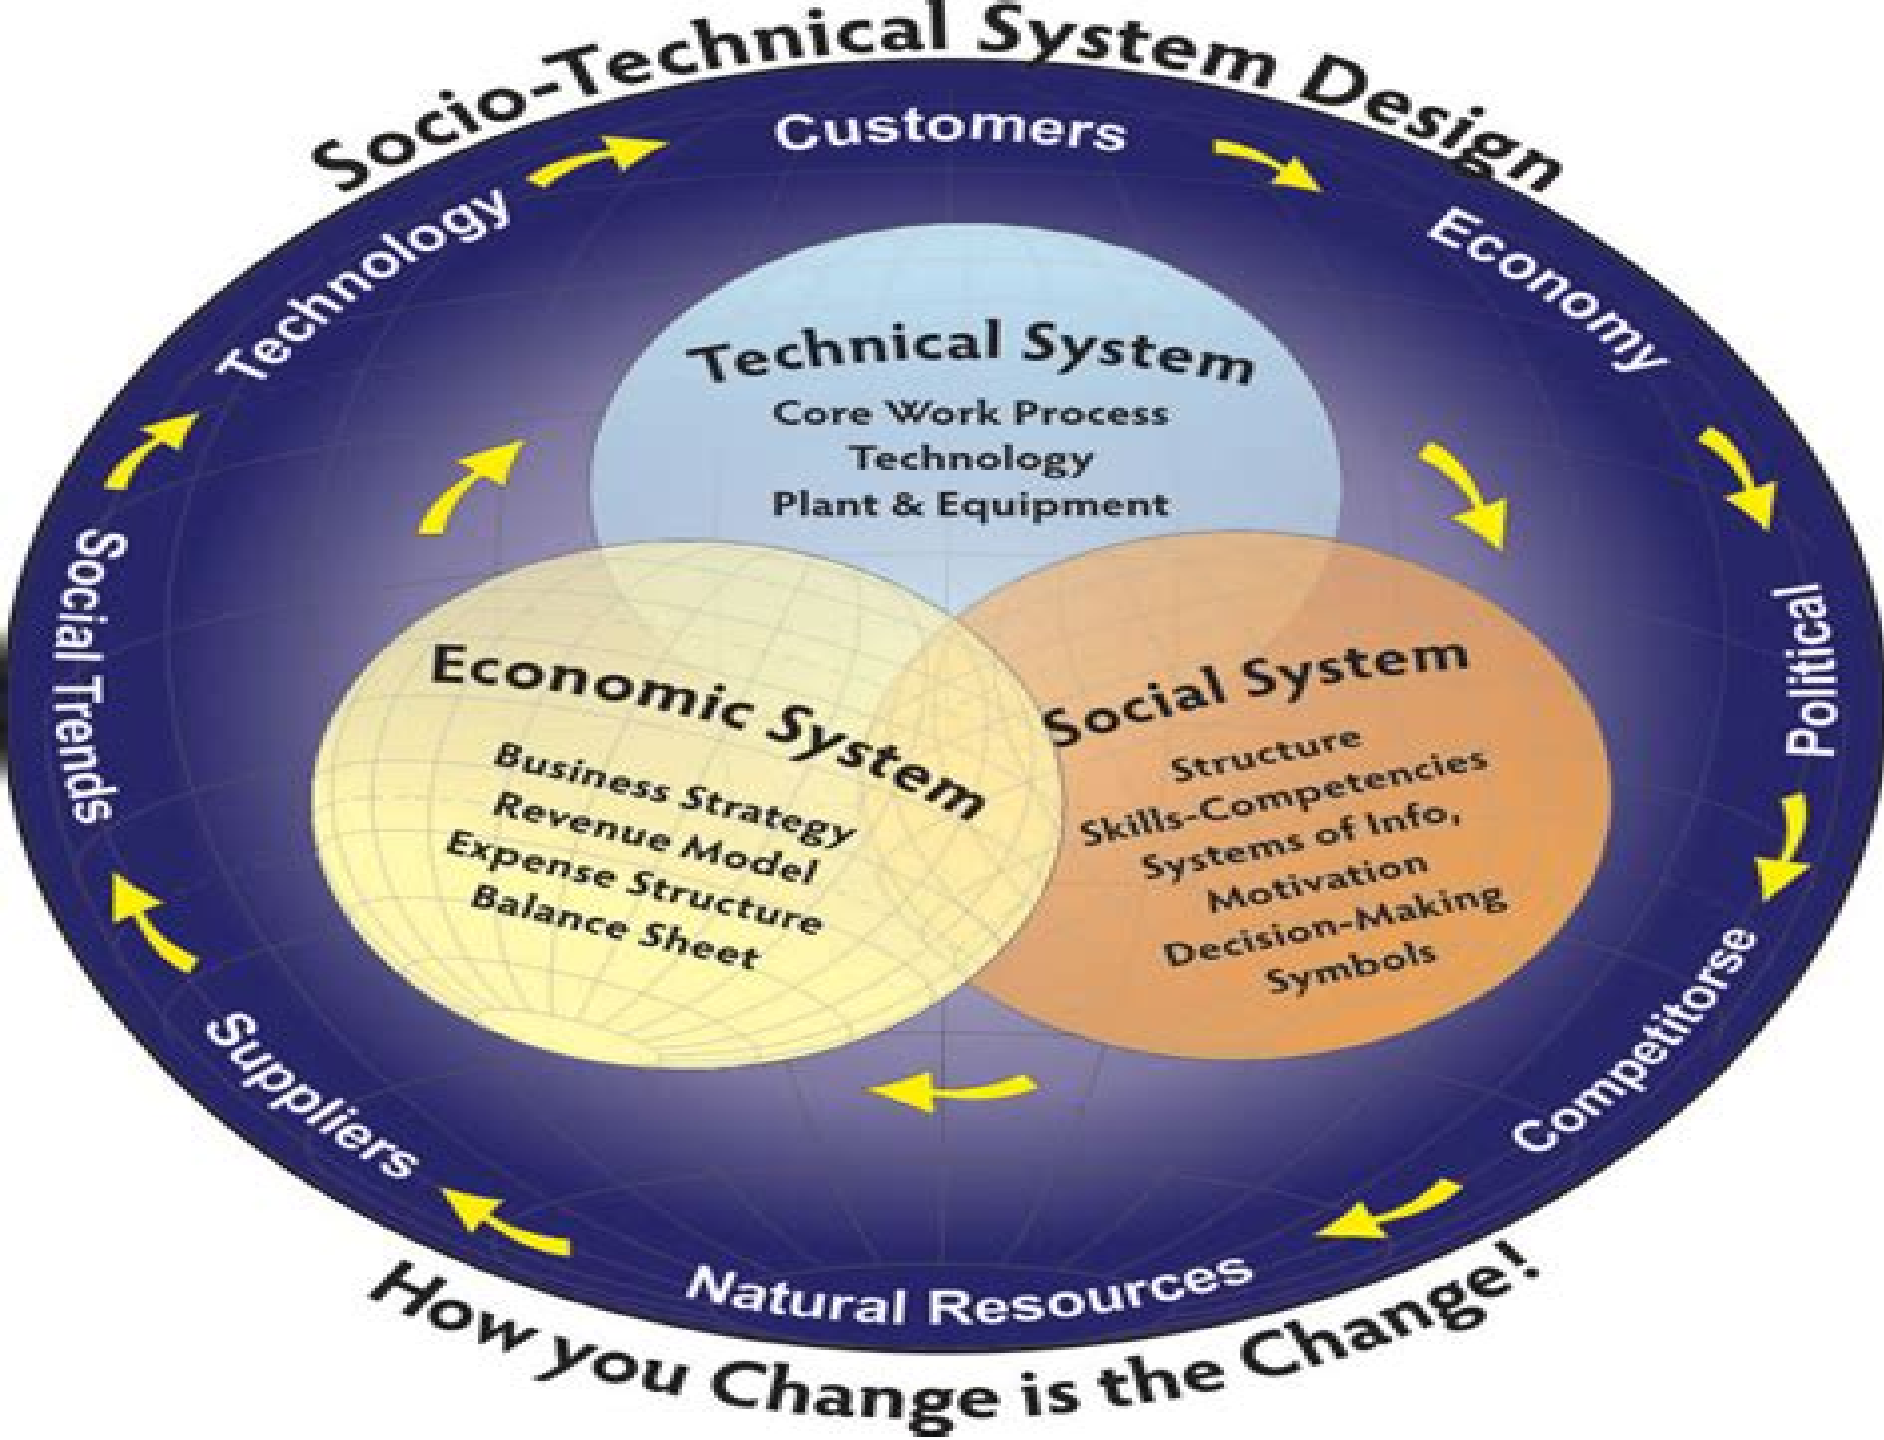 Socio-Technical System Design
Customers
Economy
Political
Competitorse
Natural Resources
Suppliers
Social Trends
Technology
Technical System
Core Work Process
Technology
Plant & Equipment
Economic System
Business Strategy
Revenue Model
Expense Structure
Balance Sheet
Social System
Structure
Skills-Competencies
Systems of Info,
Motivation
Decision-Making
Symbols
How you Change is the Change!